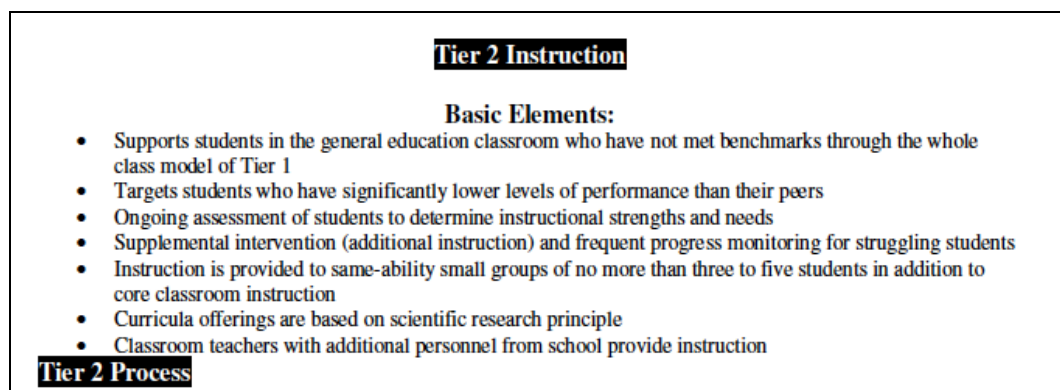 Tier 2 Instruction
Basic Elements:
• Supports students in the general education classroom who have not met benchmarks through the whole
class model of Tier 1
• Targets students who have significantly lower levels of performance than their peers
• Ongoing assessment of students to determine instructional strengths and needs
• Supplemental intervention (additional instruction) and frequent progress monitoring for struggling students
• Instruction is provided to same-ability small groups of no more than three to five students in addition to
core classroom instruction
• Curricula offerings are based on scientific research principle
• Classroom teachers with additional personnel from school provide instruction
Tier 2 Process